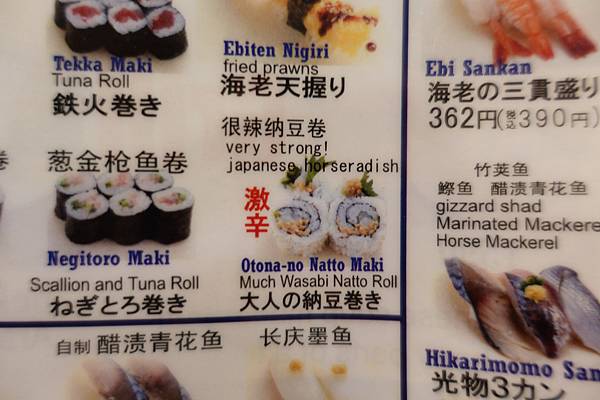 Tekka Maki
Tuna Roll
鉄火巻き
葱金枪鱼卷
Negitoro Maki
Scallion and Tuna Roll
ねぎとろ巻き
Ebiten Nigiri
fried prawns
海老天握り
很辣纳豆卷
very strong!
japanese horseradish
激辛
Otona-no Natto Maki
Much Wasabi Natto Roll
大人の納豆巻き
Ebi Sankan
海老の三貫盛り
362円(税込390円)
竹荚鱼
鰶鱼 醋渍青花鱼
gizzard shad
Marinated Mackere
Horse Mackerel
Hikarimomo San
光物3カン
自制 醋渍青花鱼
长庆墨鱼